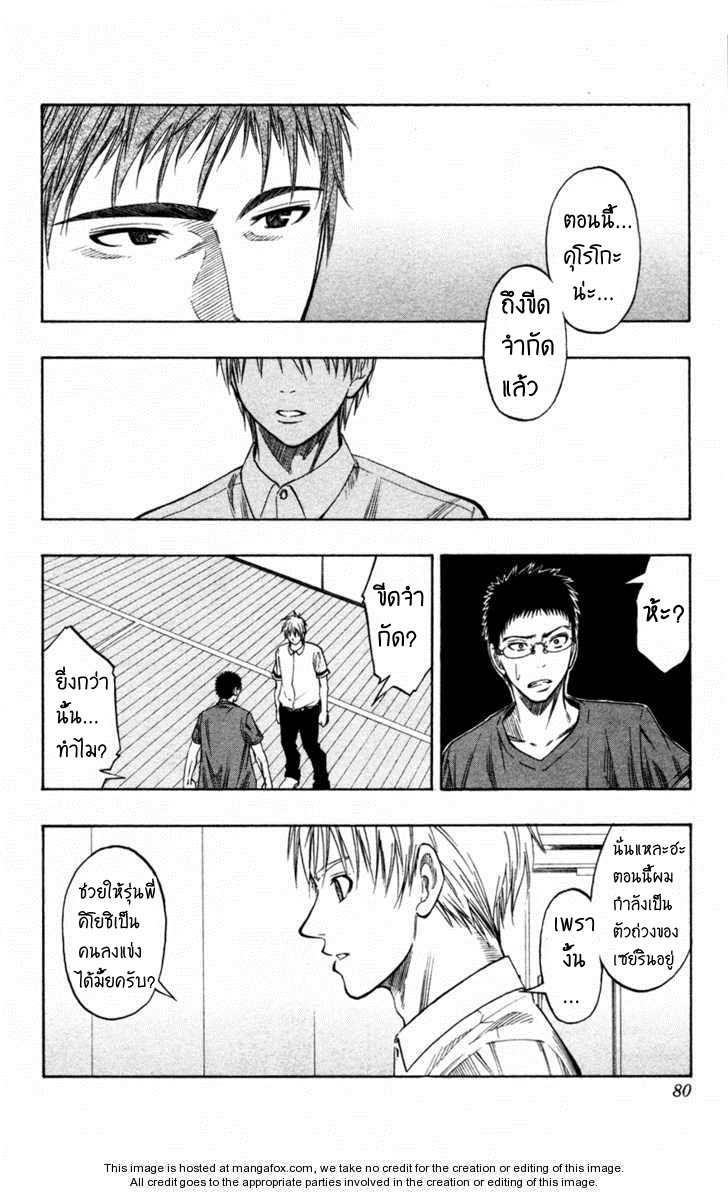 ตอนนี้...
คุโรโกะ
น่ะ...
ถึงขีด
จำกัด
แล้ว
ห้ะ?
ขีดจำ
กัด?
ยิ่งกว่า
นั้น...
ทำไม?
นั่นแหละฮะ
ตอนนี้ผม
กำลังเป็น
ตัวถ่วงของ
เซย์รินอยู่
เพรา
งั้น
...
ช่วยให้รุ่นพี่
คิโยชิเป็น
คนลงแข่ง
ได้มั้ยครับ?
80
This image is hosted at mangafox.com, we take no credit for the creation or editing of this image.
All credit goes to the appropriate parties involved in the creation or editing of this image.